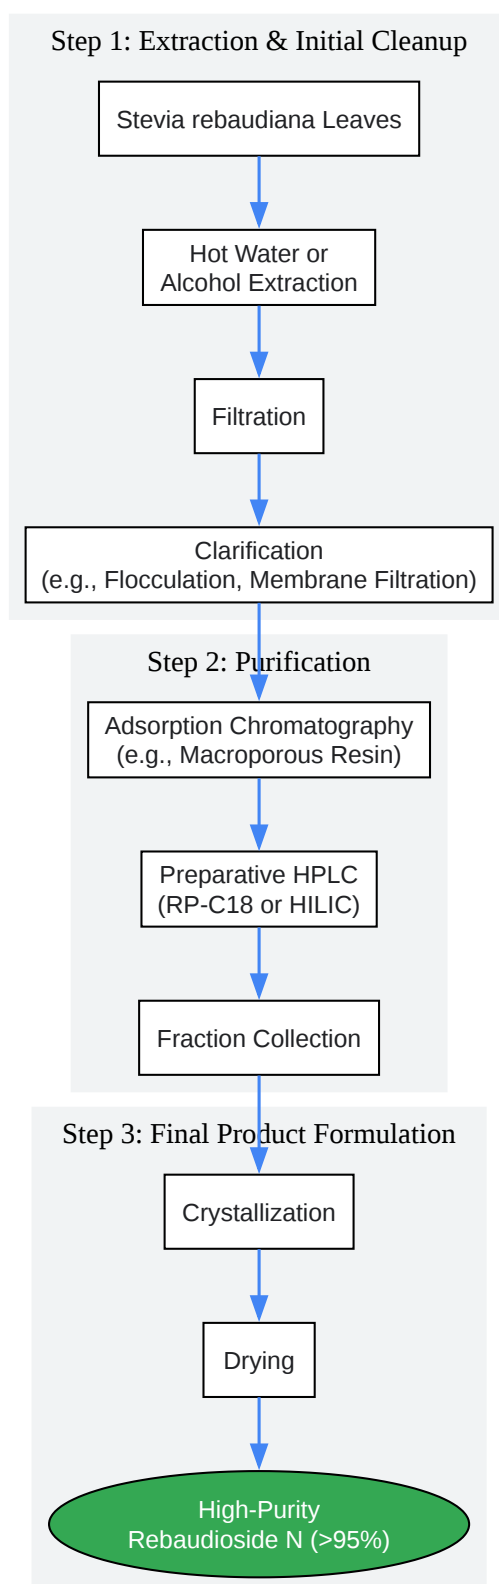 Step 1: Extraction & Initial Cleanup
Stevia rebaudiana Leaves
Hot Water or
Alcohol Extraction
Filtration
Clarification
(e.g., Flocculation, Membrane Filtration)
Step 2: Purification
Adsorption Chromatography
(e.g., Macroporous Resin)
Preparative HPLC
(RP-C18 or HILIC)
Fraction Collection
Step 3: Final Product Formulation
Crystallization
Drying
High-Purity
Rebaudioside N (>95%)